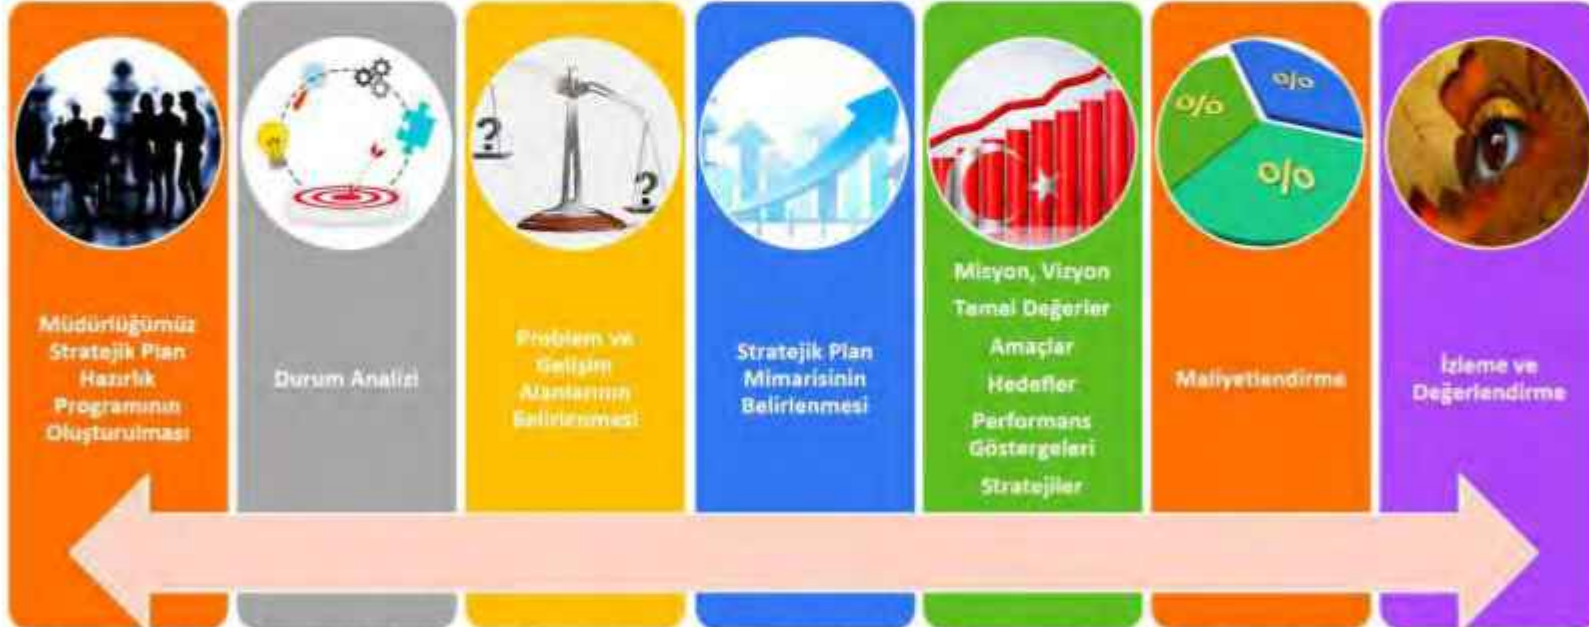 Müdürlüğümüz
Stratejik Plan
Hazırlık
Programının
Oluşturulması
Durum Analizi
?
?
Problem ve
Gelişim
Alanlarının
Belirlenmesi
Stratejik Plan
Mimarisinin
Belirlenmesi
Misyon, Vizyon
Temel Değerler
Amaçlar
Hedefler
Performans
Göstergeleri
Stratejiler
%
%
%
Maliyetlendirme
İzleme ve
Değerlendirme